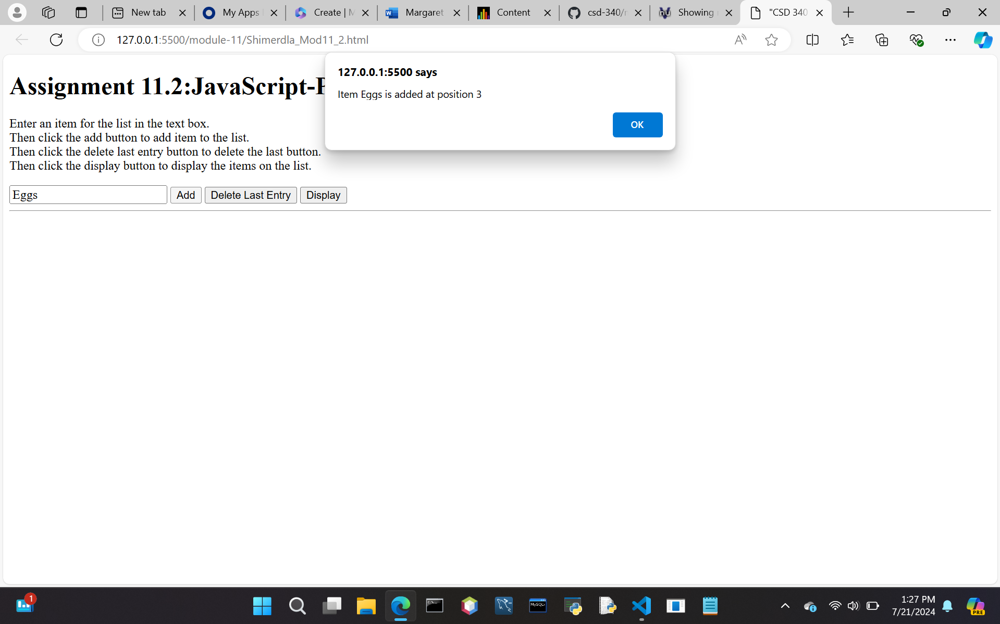 New tab
My Apps
Create | M
Margaret
Content
csd-340/
Showing
"CSD 340
127.0.0.1:5500/module-11/Shimerdla_Mod11_2.html
127.0.0.1:5500 says
Item Eggs is added at position 3
OK
Assignment 11.2:JavaScript-
Enter an item for the list in the text box.
Then click the add button to add item to the list.
Then click the delete last entry button to delete the last button.
Then click the display button to display the items on the list.
Eggs Add Delete Last Entry Display
1
MySQL
1:27 PM
7/21/2024
PRE